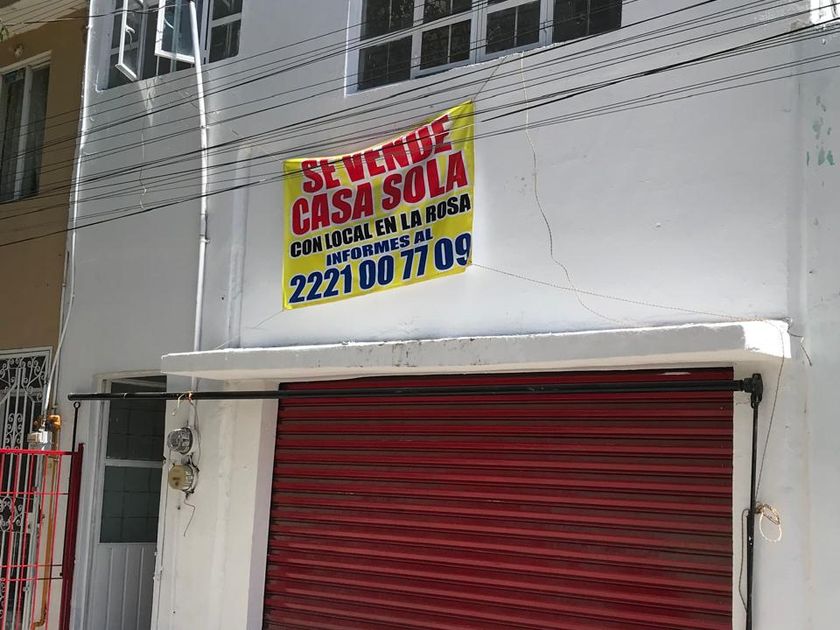 SE VENDE
CASA SOLA
CON LOCAL EN LA ROSA
INFORMES AL
2221 00 77 09